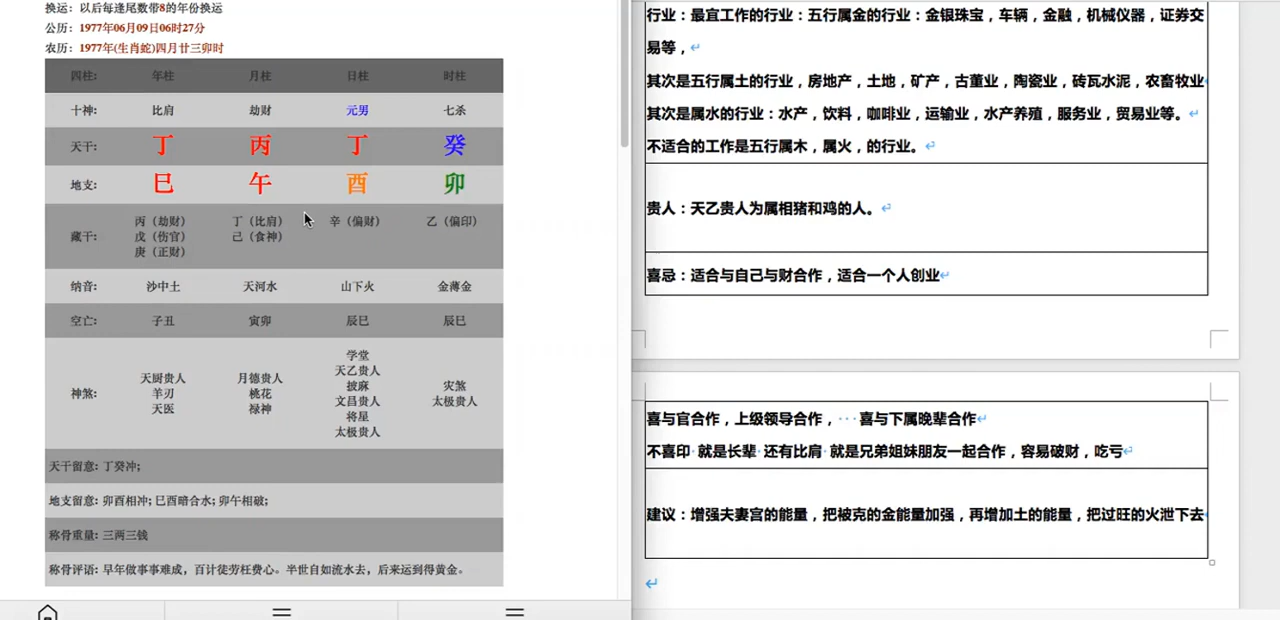 换运：以后每逢尾数带8的年份换运
公历：1977年06月09日06时27分
农历：1977年(生肖蛇)四月廿三卯时
四柱: 年柱 月柱 日柱 时柱
十神: 比肩 劫财 元男 七杀
天干: 丁 丙 丁 癸
地支: 巳 午 酉 卯
藏干: 丙（劫财） 丁（比肩） 辛（偏财） 乙（偏印）
戊（伤官） 己（食神）
庚（正财）
纳音: 沙中土 天河水 山下火 金薄金
空亡: 子丑 寅卯 辰巳 辰巳
神煞: 天厨贵人 月德贵人 学堂 灾煞
羊刃 桃花 天乙贵人 太极贵人
天医 禄神 披麻
文昌贵人
将星
太极贵人
天干留意: 丁癸冲;
地支留意: 卯酉相冲; 巳酉暗合水; 卯午相破;
称骨重量: 三两三钱
称骨评语: 早年做事事难成，百计徒劳枉费心。半世自如流水去，后来运到得黄金。
行业：最宜工作的行业：五行属金的行业：金银珠宝，车辆，金融，机械仪器，证券交
易等，
其次是五行属土的行业，房地产，土地，矿产，古董业，陶瓷业，砖瓦水泥，农畜牧业
其次是属水的行业：水产，饮料，咖啡业，运输业，水产养殖，服务业，贸易业等。
不适合的工作是五行属木，属火，的行业。
贵人：天乙贵人为属相猪和鸡的人。
喜忌：适合与自己与财合作，适合一个人创业
喜与官合作，上级领导合作， 喜与下属晚辈合作
不喜印 就是长辈 还有比肩 就是兄弟姐妹朋友一起合作，容易破财，吃亏
建议：增强夫妻宫的能量，把被克的金能量加强，再增加土的能量，把过旺的火泄下去